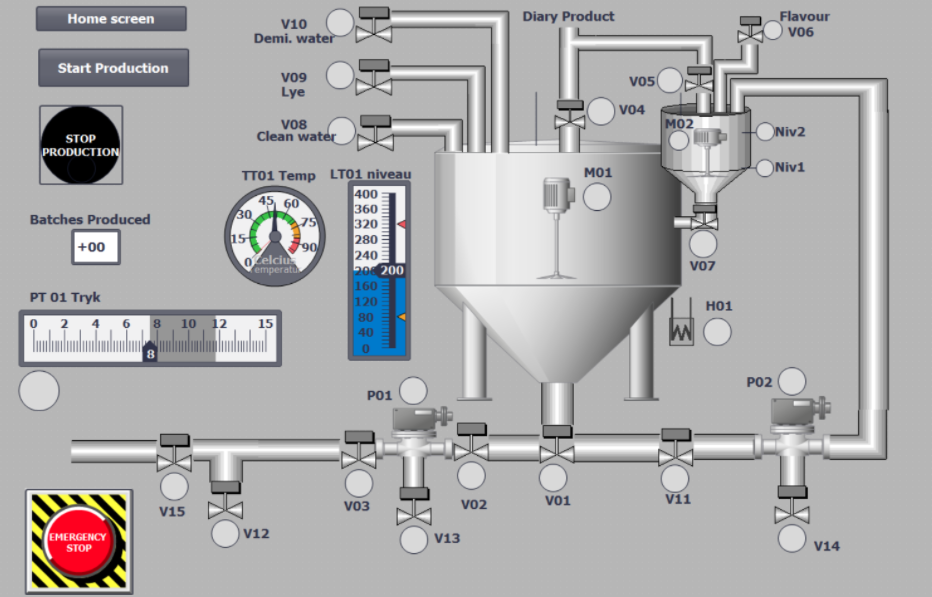 Home screen
Start Production
STOP
PRODUCTION
Batches Produced
+00
PT 01 Tryk
0 2 4 6 8 10 12 15
8
EMERGENCY
STOP
V10
Demi. water
V09
Lye
V08
Clean water
TT01 Temp
0 15 30 45 60 75 90
Celcius
Temperatur
LT01 niveau
400
360
320
280
240
200
200
160
120
80
40
0
Diary Product
Flavour
V06
V05
V04
M02
Niv2
Niv1
M01
V07
H01
P01
P02
V15
V12
V03
V13
V02
V01
V11
V14